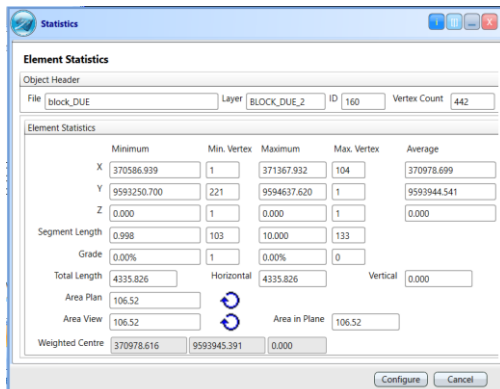 Statistics
Element Statistics
Object Header
File block_DUE Layer BLOCK_DUE_2 ID 160 Vertex Count 442
Element Statistics
Minimum Min. Vertex Maximum Max. Vertex Average
X 370586.939 1 371367.932 104 370978.699
Y 9593250.700 221 9594637.620 1 9593944.541
Z 0.000 1 0.000 1 0.000
Segment Length 0.998 103 10.000 133
Grade 0.00% 1 0.00% 0
Total Length 4335.826 Horizontal 4335.826 Vertical 0.000
Area Plan 106.52
Area View 106.52 Area in Plane 106.52
Weighted Centre 370978.616 9593945.391 0.000
Configure Cancel